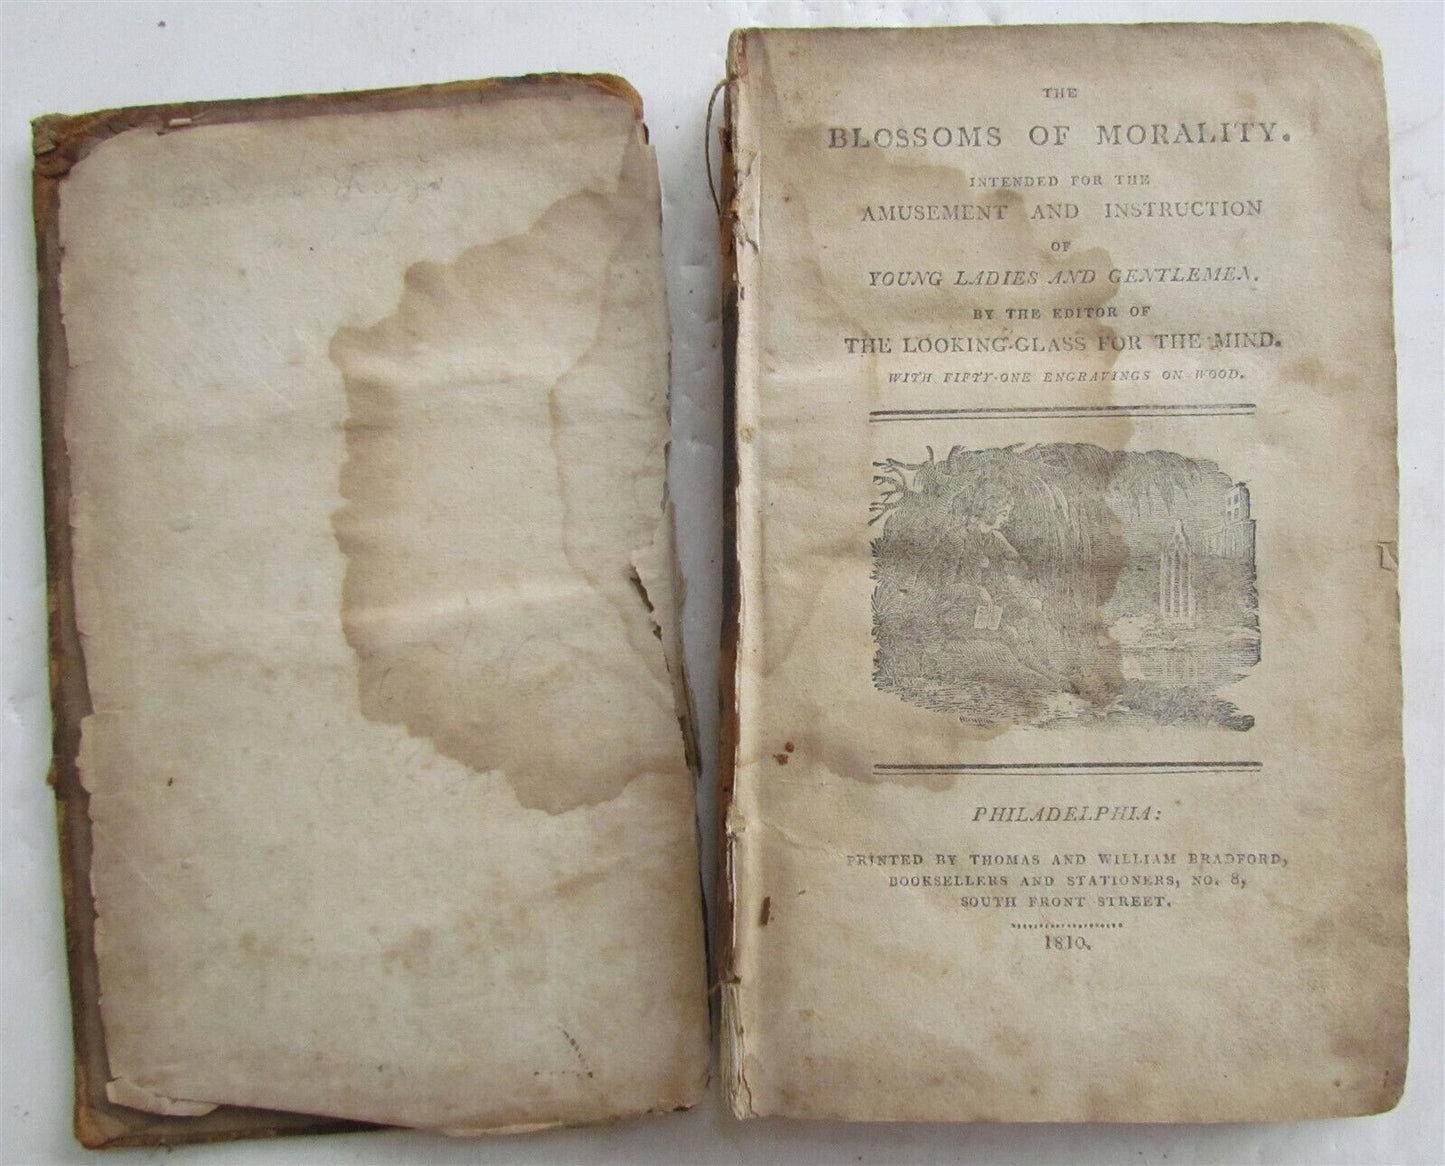 THE
BLOSSOMS OF MORALITY.
INTENDED FOR THE
AMUSEMENT AND INSTRUCTION
OF
YOUNG LADIES AND GENTLEMEN.
BY THE EDITOR OF
THE LOOKING-GLASS FOR THE MIND.
WITH FIFTY-ONE ENGRAVINGS ON WOOD.
PHILADELPHIA:
PRINTED BY THOMAS AND WILLIAM BRADFORD,
BOOKSELLERS AND STATIONERS, NO. 8,
SOUTH FRONT STREET.
1810.